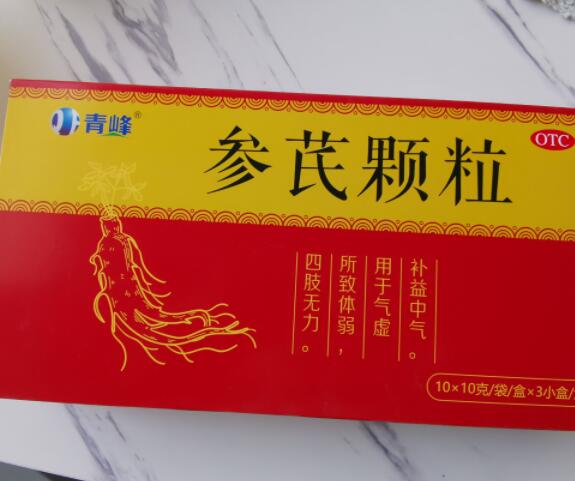 青峰®
参芪颗粒
OTC
补益中气。
用于气虚
所致体弱，
四肢无力。
10×10克/袋/盒×3小盒/